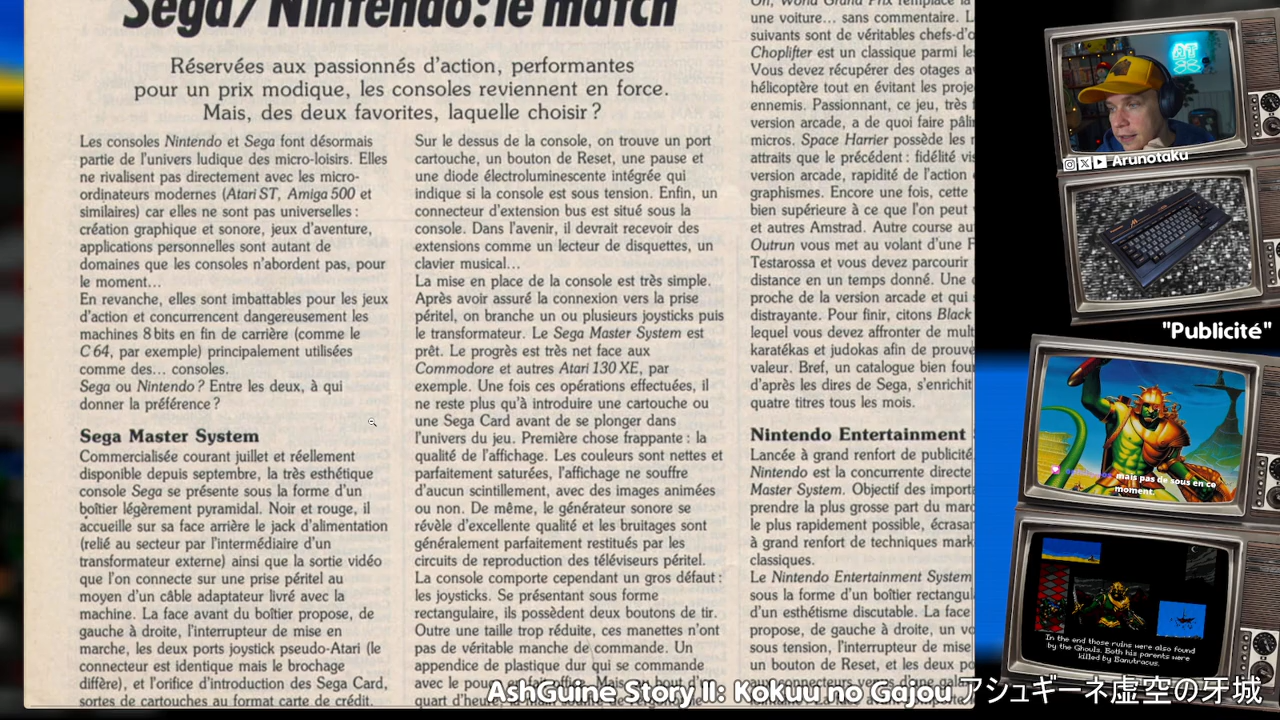 Sega/Nintendo: le match
Réservées aux passionnés d'action, performantes
pour un prix modique, les consoles reviennent en force.
Mais, des deux favorites, laquelle choisir ?
Les consoles Nintendo et Sega font désormais
partie de l'univers ludique des micro-loisirs. Elles
ne rivalisent pas directement avec les micro-
ordinateurs modernes (Atari ST, Amiga 500 et
similaires) car elles ne sont pas universelles :
création graphique et sonore, jeux d'aventure,
applications personnelles sont autant de
domaines que les consoles n'abordent pas, pour
le moment...
En revanche, elles sont imbattables pour les jeux
d'action et concurrencent dangereusement les
machines 8 bits en fin de carrière (comme le
C 64, par exemple) principalement utilisées
comme des... consoles.
Sega ou Nintendo ? Entre les deux, à qui
donner la préférence ?
Sega Master System
Commercialisée courant juillet et réellement
disponible depuis septembre, la très esthétique
console Sega se présente sous la forme d'un
boîtier légèrement pyramidal. Noir et rouge, il
accueille sur sa face arrière le jack d'alimentation
(relié au secteur par l'intermédiaire d'un
transformateur externe) ainsi que la sortie vidéo
que l'on connecte sur une prise péritel au
moyen d'un câble adaptateur livré avec la
machine. La face avant du boîtier propose, de
gauche à droite, l'interrupteur de mise en
marche, les deux ports joystick pseudo-Atari (le
connecteur est identique mais le brochage
diffère), et l'orifice d'introduction des Sega Card,
sortes de cartouches au format carte de crédit.
Sur le dessus de la console, on trouve un port
cartouche, un bouton de Reset, une pause et
une diode électroluminescente intégrée qui
indique si la console est sous tension. Enfin, un
connecteur d'extension bus est situé sous la
console. Dans l'avenir, il devrait recevoir des
extensions comme un lecteur de disquettes, un
clavier musical...
La mise en place de la console est très simple.
Après avoir assuré la connexion vers la prise
péritel, on branche un ou plusieurs joysticks puis
le transformateur. Le Sega Master System est
prêt. Le progrès est très net face aux
Commodore et autres Atari 130 XE, par
exemple. Une fois ces opérations effectuées, il
ne reste plus qu'à introduire une cartouche ou
une Sega Card avant de se plonger dans
l'univers du jeu. Première chose frappante : la
qualité de l'affichage. Les couleurs sont nettes et
parfaitement saturées, l'affichage ne souffre
d'aucun scintillement, avec des images animées
ou non. De même, le générateur sonore se
révèle d'excellente qualité et les bruitages sont
généralement parfaitement restitués par les
circuits de reproduction des téléviseurs péritel.
La console comporte cependant un gros défaut :
les joysticks. Se présentant sous forme
rectangulaire, ils possèdent deux boutons de tir.
Outre une taille trop réduite, ces manettes n'ont
pas de véritable manche de commande. Un
appendice de plastique dur qui se commande
avec le pouce en fait office. Mais au bout d'
quart d'heure, la main souffre de
On, World Grand Prix remplace la
une voiture... sans commentaire. L
suivants sont de véritables chefs-d'o
Choplifter est un classique parmi les
Vous devez récupérer des otages au
hélicoptère tout en évitant les proje
ennemis. Passionnant, ce jeu, très
version arcade, a de quoi faire pâli
micros. Space Harrier possède les m
attraits que le précédent : fidélité vis
version arcade, rapidité de l'action
graphismes. Encore une fois, cette
bien supérieure à ce que l'on peut
et autres Amstrad. Autre course au
Outrun vous met au volant d'une F
Testarossa et vous devez parcourir
distance en un temps donné. Une
proche de la version arcade et qui
distrayante. Pour finir, citons Black
lequel vous devez affronter de mult
karatékas et judokas afin de prouve
valeur. Bref, un catalogue bien four
d'après les dires de Sega, s'enrichit
quatre titres tous les mois.
Nintendo Entertainment
Lancée à grand renfort de publicité
Nintendo est la concurrente directe
Master System. Objectif des import
prendre la plus grosse part du marc
le plus rapidement possible, écrasan
à grand renfort de techniques mark
classiques.
Le Nintendo Entertainment System
sous la forme d'un boîtier rectangul
d'un esthétisme discutable. La face
propose, de gauche à droite, un vo
sous tension, l'interrupteur de mise
un bouton de Reset, et les deux po
Arunotaku
"Publicité"
mais pas de sous en ce
moment.
In the end those ruins were also found
by the Ghouls. Both his parents were
killed by Banutracus.
AshGuine Story II: Kokuu no Gajou アシュギーネ虚空の牙城